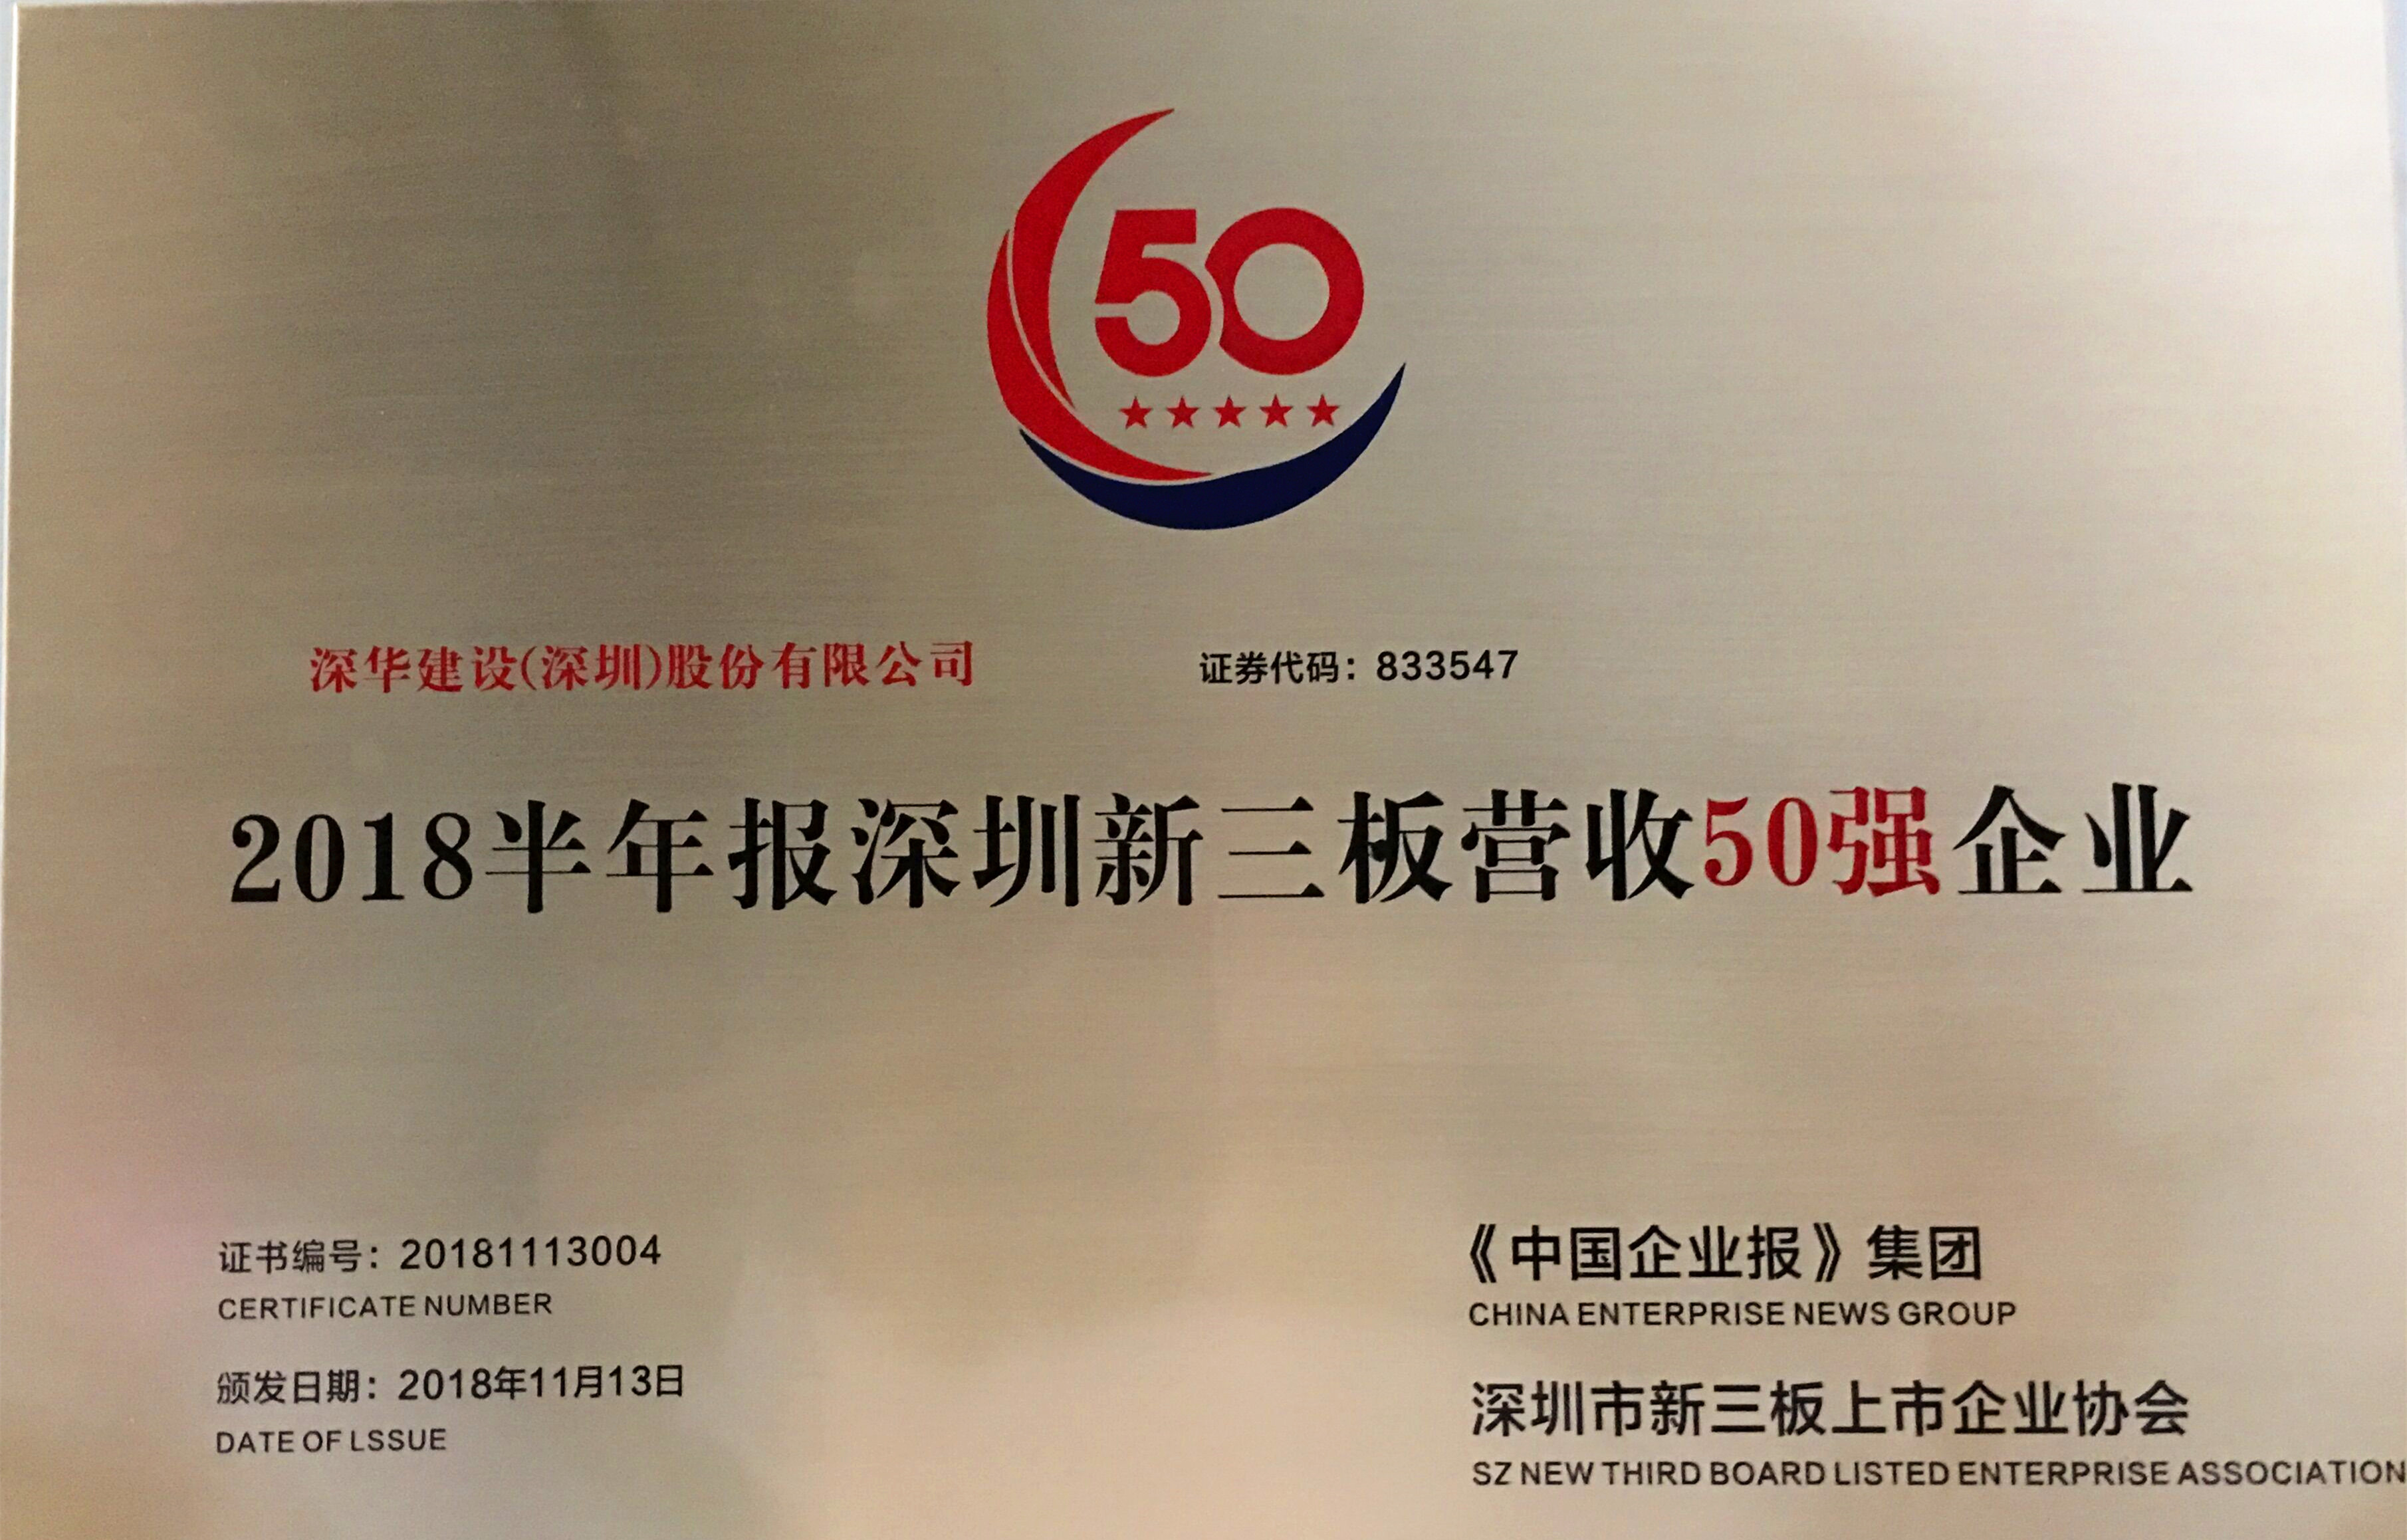 50
深华建设(深圳)股份有限公司 证券代码：833547
2018半年报深圳新三板营收50强企业
证书编号：20181113004
CERTIFICATE NUMBER
颁发日期：2018年11月13日
DATE OF LSSUE
《中国企业报》集团
CHINA ENTERPRISE NEWS GROUP
深圳市新三板上市企业协会
SZ NEW THIRD BOARD LISTED ENTERPRISE ASSOCIATION